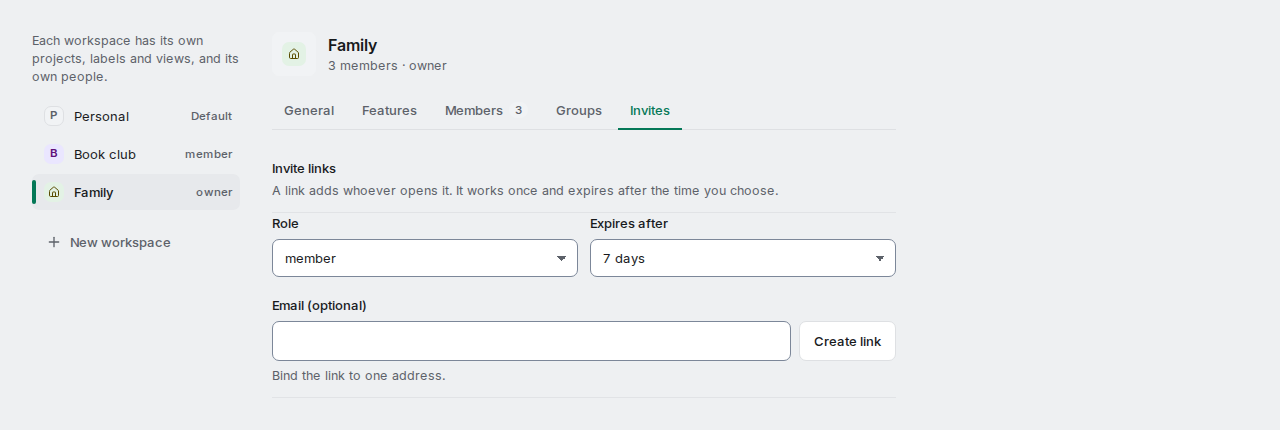 Each workspace has its own
projects, labels and views, and its
own people.
P Personal Default
B Book club member
Family owner
New workspace
Family
3 members · owner
General Features Members 3 Groups Invites
Invite links
A link adds whoever opens it. It works once and expires after the time you choose.
Role Expires after
member 7 days
Email (optional)
Create link
Bind the link to one address.